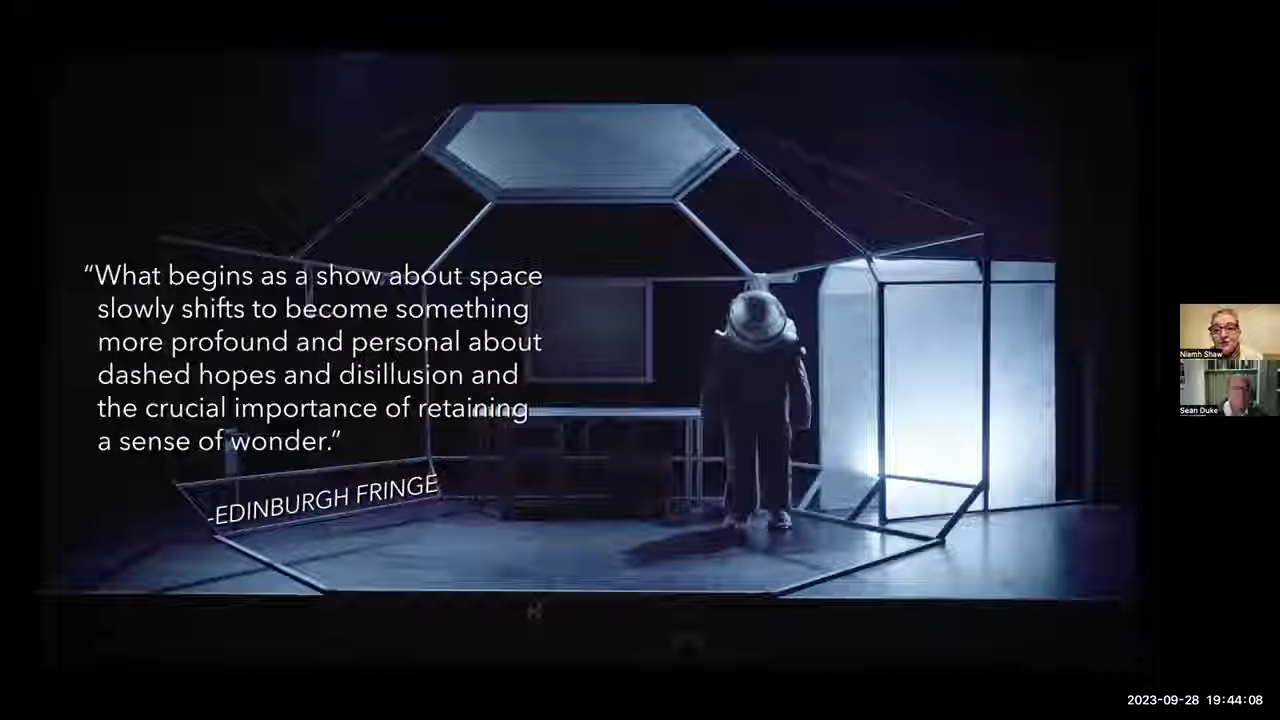 “What begins as a show about space
slowly shifts to become something
more profound and personal about
dashed hopes and disillusion and
the crucial importance of retaining
a sense of wonder.”
-EDINBURGH FRINGE
Niamh Shaw
Sean Duke
2023-09-28 19:44:08